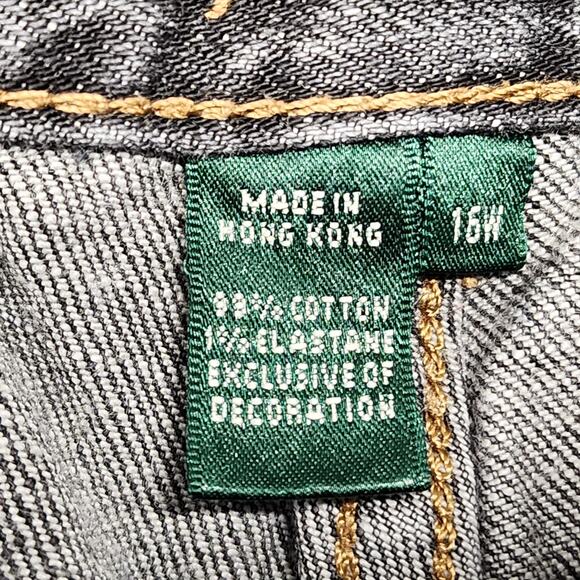 MADE IN
HONG KONG
16W
99% COTTON
1% ELASTANE
EXCLUSIVE OF
DECORATION